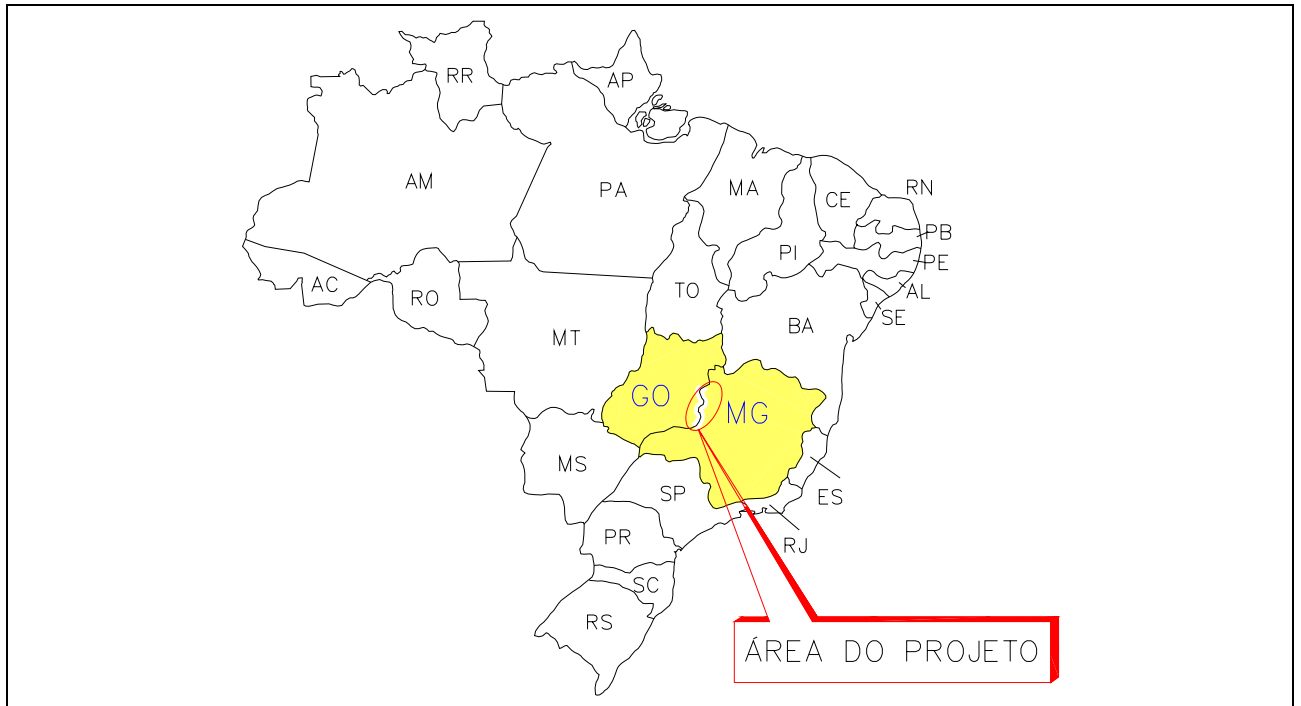 RR
AP
AM
PA
MA
CE
RN
PB
PI
PE
AC
RO
TO
AL
SE
MT
BA
GO
MG
MS
SP
ES
PR
RJ
SC
RS
ÁREA DO PROJETO